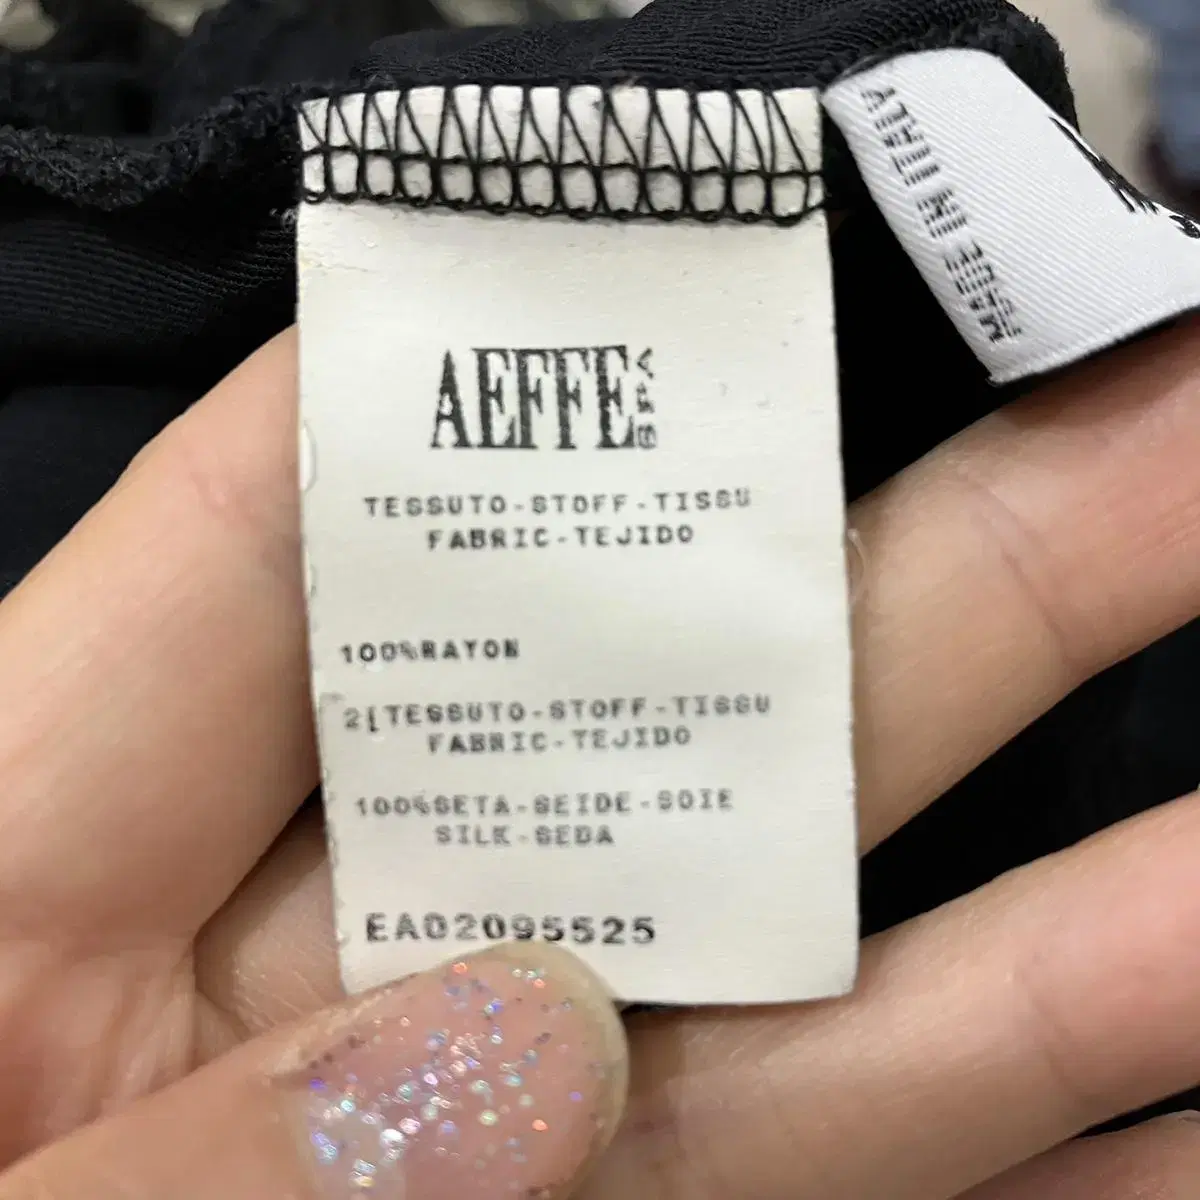 AEFFE SPA
TESSUTO-STOFF-TISSU
FABRIC-TEJIDO
100%RAYON
2[TESSUTO-STOFF-TISSU
FABRIC-TEJIDO
100%SETA-SEIDE-SOIE
SILK-SEDA
EA02095525
MADE IN ITALY